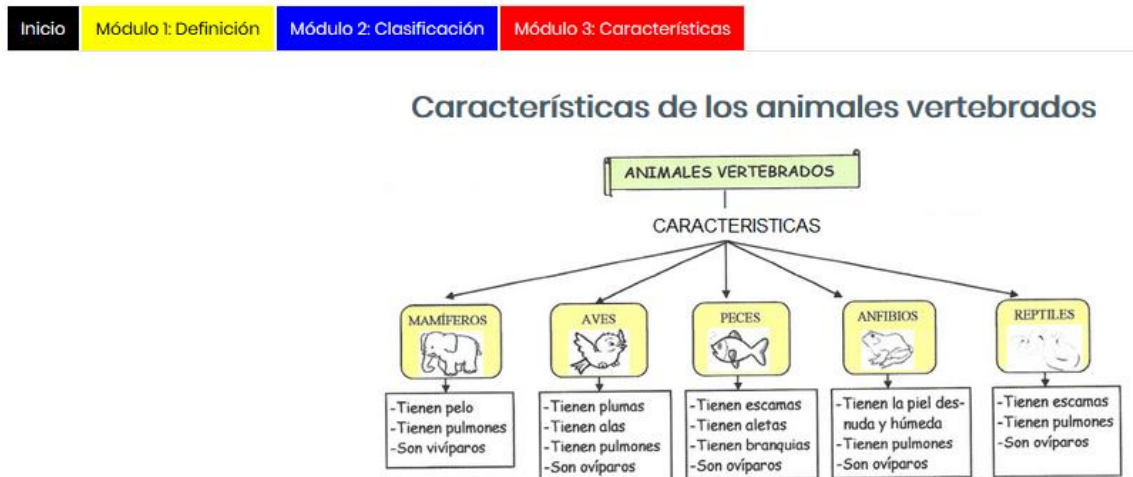 Inicio
Módulo 1: Definición
Módulo 2: Clasificación
Módulo 3: Características
Características de los animales vertebrados
ANIMALES VERTEBRADOS
CARACTERISTICAS
MAMÍFEROS
-Tienen pelo
-Tienen pulmones
-Son vivíparos
AVES
-Tienen plumas
-Tienen alas
-Tienen pulmones
-Son ovíparos
PECES
-Tienen escamas
-Tienen aletas
-Tienen branquias
-Son ovíparos
ANFIBIOS
-Tienen la piel des-
nuda y húmeda
-Tienen pulmones
-Son ovíparos
REPTILES
-Tienen escamas
-Tienen pulmones
-Son ovíparos